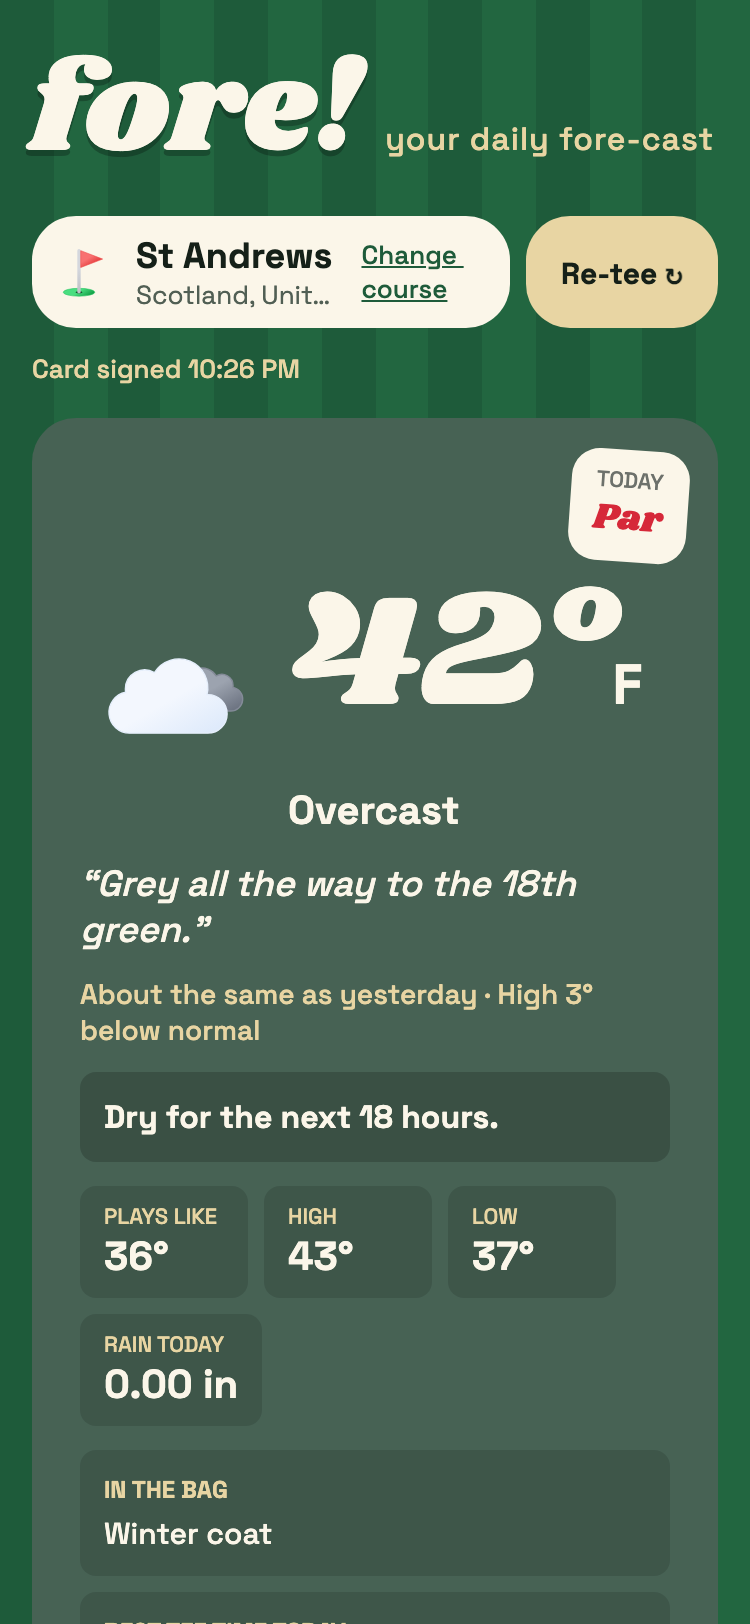 fore! your daily fore-cast
St Andrews
Scotland, Unit...
Change
course
Re-tee ↻
Card signed 10:26 PM
TODAY
Par
42°F
Overcast
“Grey all the way to the 18th
green.”
About the same as yesterday · High 3°
below normal
Dry for the next 18 hours.
PLAYS LIKE
36°
HIGH
43°
LOW
37°
RAIN TODAY
0.00 in
IN THE BAG
Winter coat